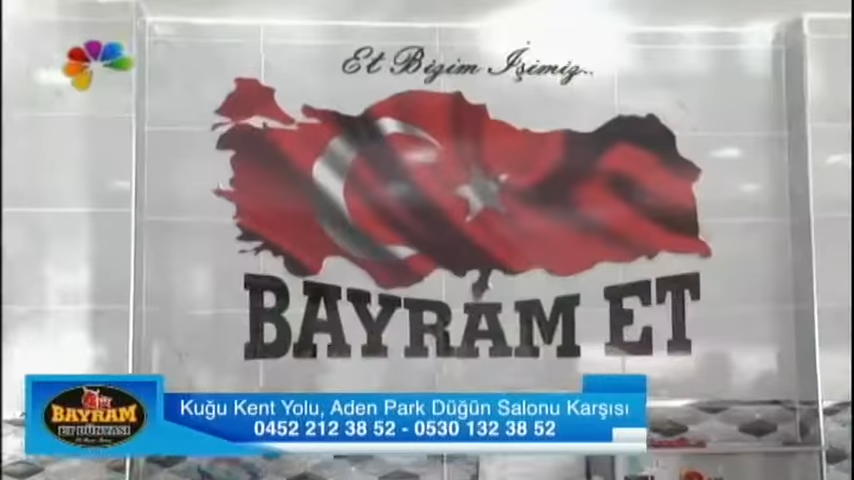 Et Bizim İşimiz..
BAYRAM ET
BAYRAM
ET DÜNYASI
Kuğu Kent Yolu, Aden Park Düğün Salonu Karşısı
0452 212 38 52 - 0530 132 38 52